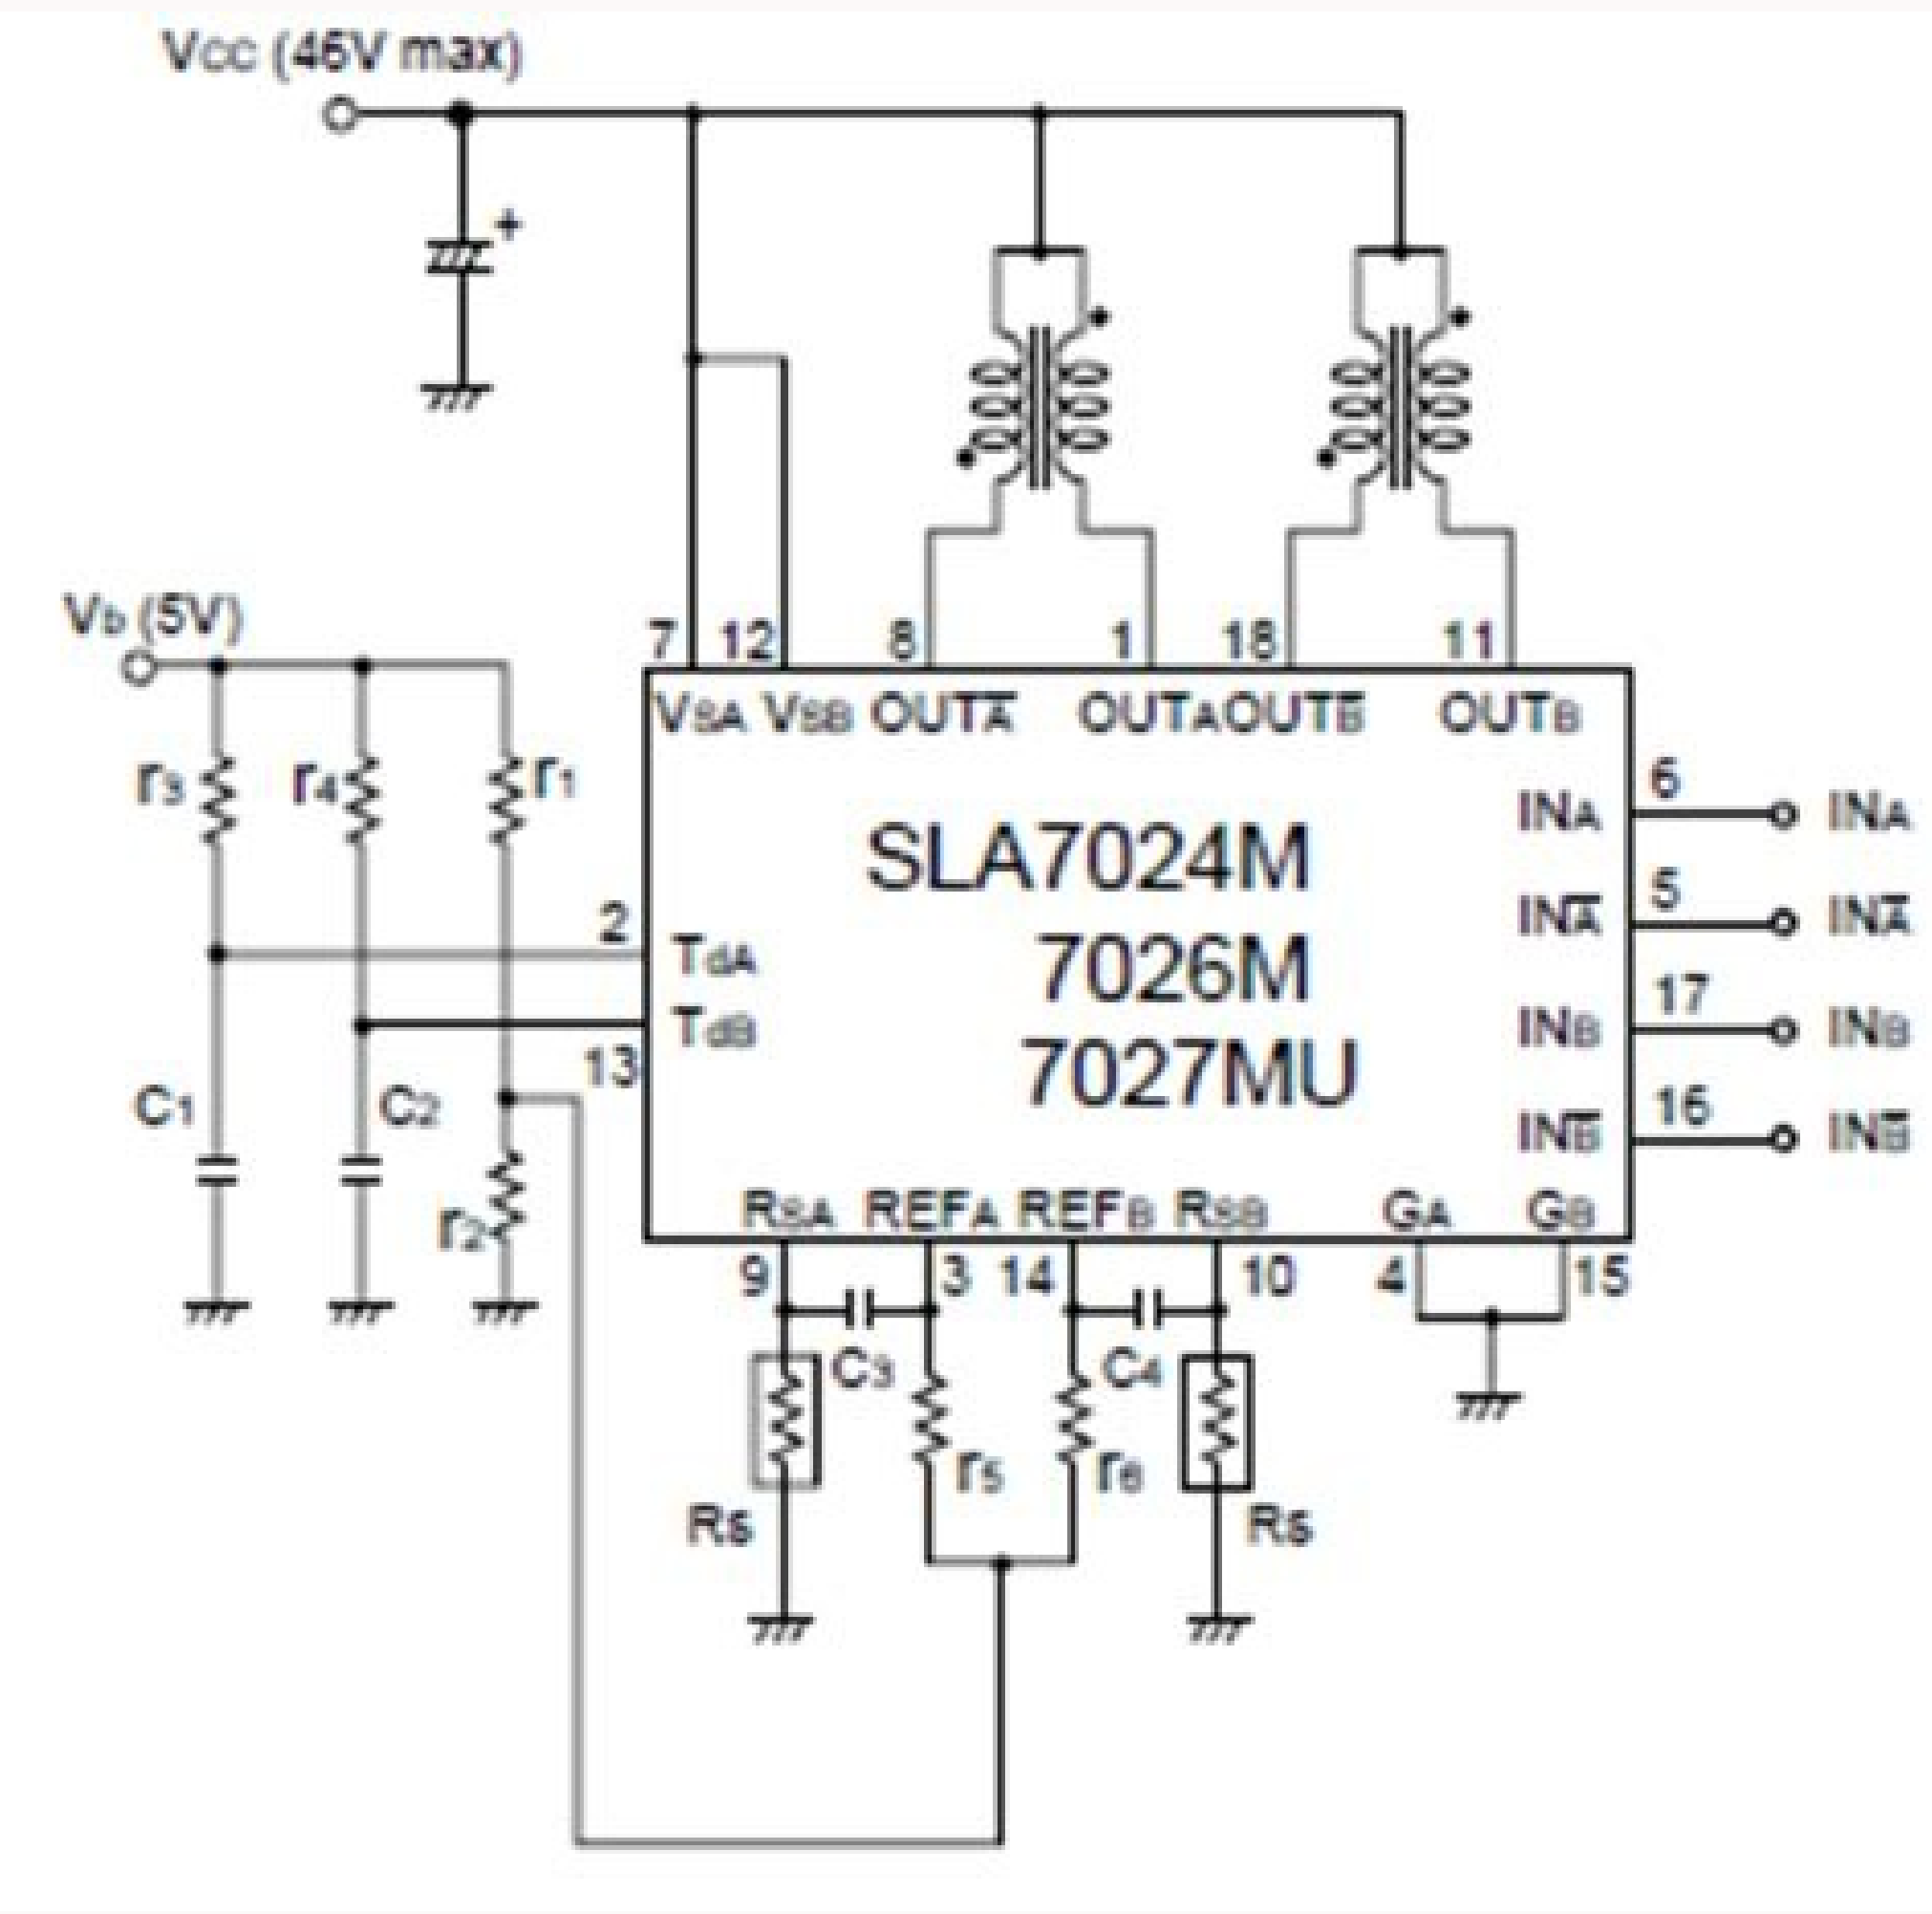 Vcc (46V max)
+
Vb (5V)
7 12 8 1 18 11
VSA VSB OUTA̅ OUTA OUTB̅ OUTB
r3 r4 r1
SLA7024M
7026M
7027MU
INA 6 INA
INA̅ 5 INA̅
INB 17 INB
INB̅ 16 INB̅
2 TdA
TdB
13
C1 C2
r2
RSA REFA REFB RSB GA GB
9 3 14 10 4 15
C3 C4
r5 r6
Rs Rs